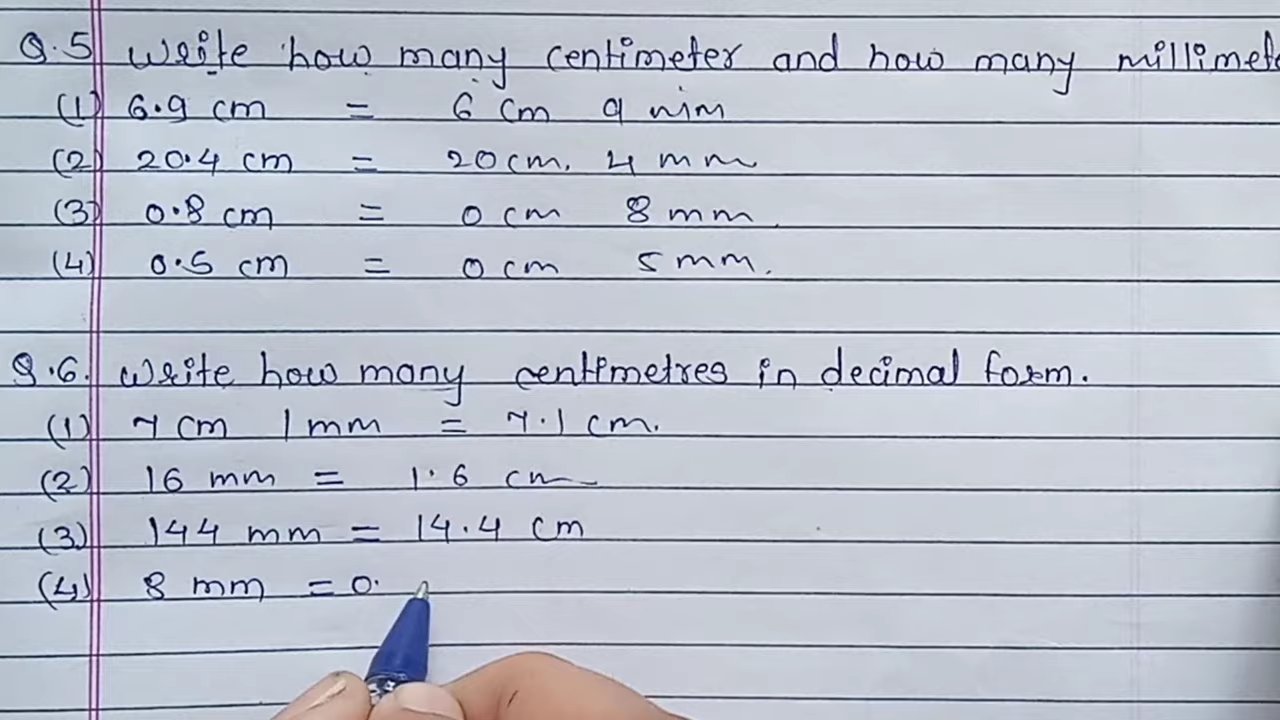 Q.5 Write how many centimeter and how many millimete
(1) 6.9 cm = 6 cm 9 mm
(2) 20.4 cm = 20 cm. 4 mm
(3) 0.8 cm = 0 cm 8 mm.
(4) 0.5 cm = 0 cm 5 mm.
Q.6. Write how many centimetres in decimal form.
(1) 7 cm 1 mm = 7.1 cm.
(2) 16 mm = 1.6 cm
(3) 144 mm = 14.4 cm
(4) 8 mm = 0.